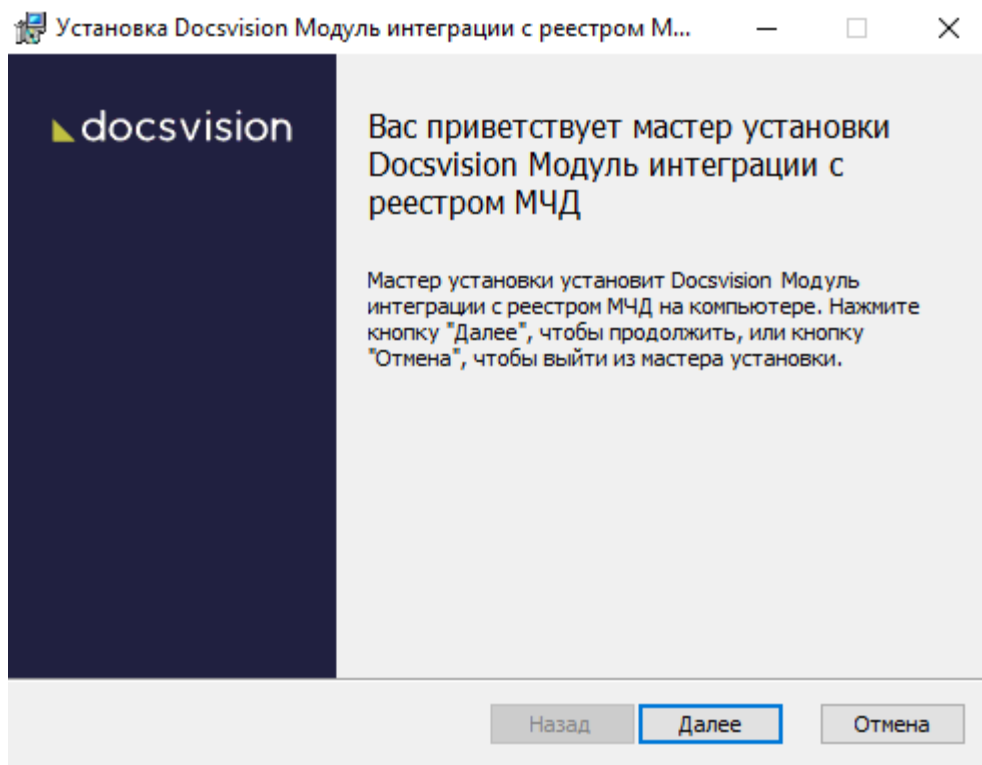 Установка Docsvision Модуль интеграции с реестром М...
docsvision
Вас приветствует мастер установки
Docsvision Модуль интеграции с
реестром МЧД
Мастер установки установит Docsvision Модуль
интеграции с реестром МЧД на компьютере. Нажмите
кнопку "Далее", чтобы продолжить, или кнопку
"Отмена", чтобы выйти из мастера установки.
Назад
Далее
Отмена